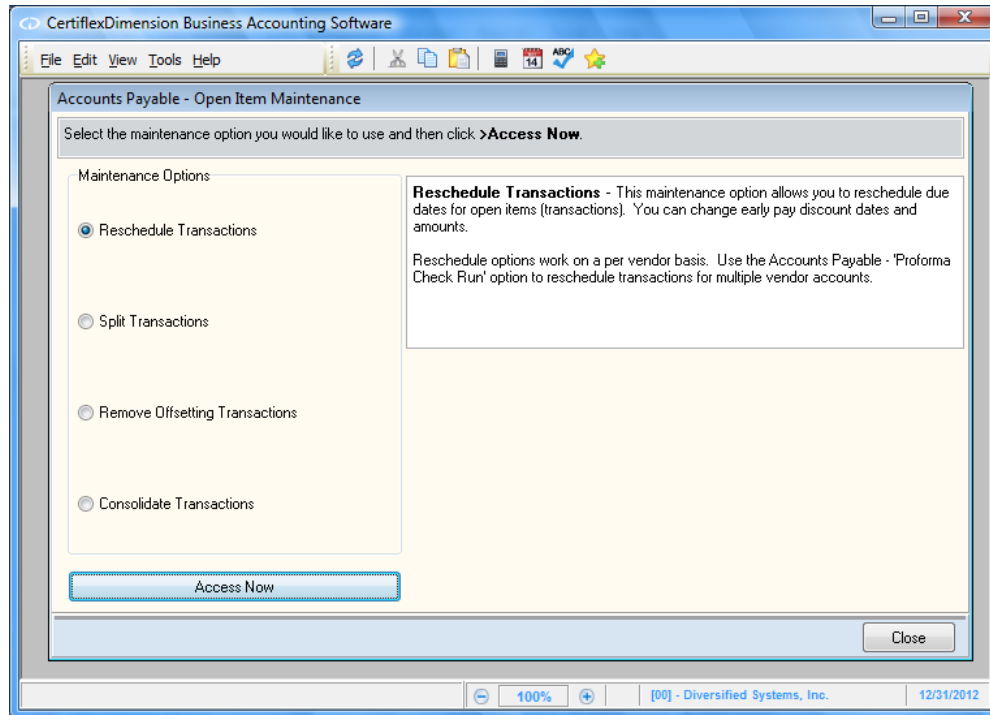 CertiflexDimension Business Accounting Software
File Edit View Tools Help
14
ABC
Accounts Payable - Open Item Maintenance
Select the maintenance option you would like to use and then click >Access Now.
Maintenance Options
Reschedule Transactions
Split Transactions
Remove Offsetting Transactions
Consolidate Transactions
Reschedule Transactions - This maintenance option allows you to reschedule due
dates for open items (transactions). You can change early pay discount dates and
amounts.
Reschedule options work on a per vendor basis. Use the Accounts Payable - 'Proforma
Check Run' option to reschedule transactions for multiple vendor accounts.
Access Now
Close
100%
[00] - Diversified Systems, Inc.
12/31/2012